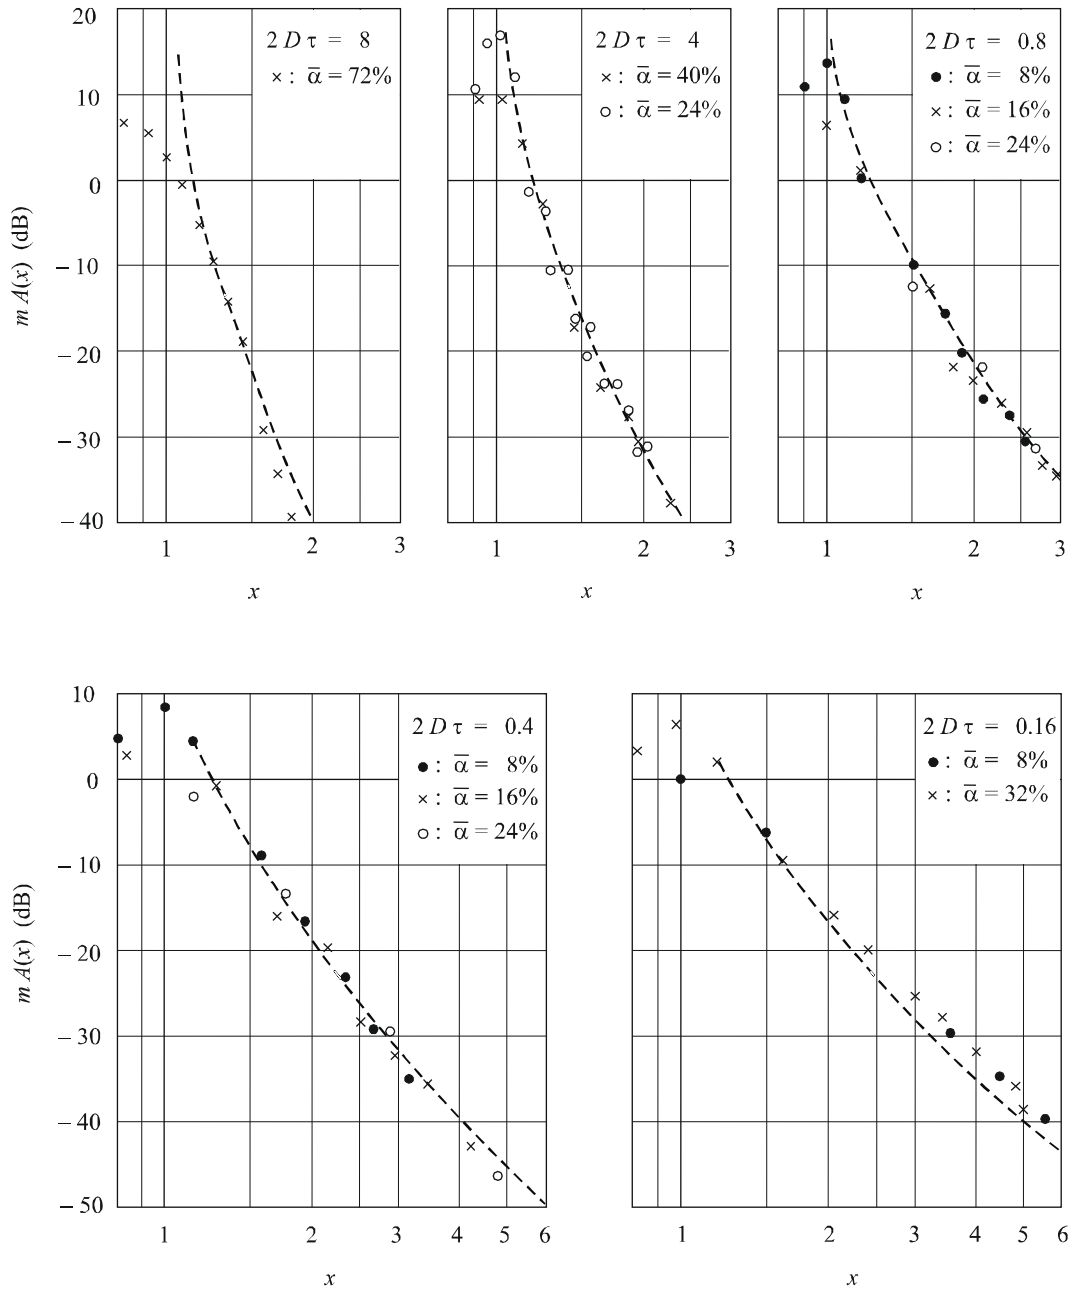 20
10
0
– 10
– 20
– 30
– 40
m A(x) (dB)
2 D τ = 8
×: α̅ = 72%
1 2 3
x
2 D τ = 4
×: α̅ = 40%
○: α̅ = 24%
1 2 3
x
2 D τ = 0.8
●: α̅ = 8%
×: α̅ = 16%
○: α̅ = 24%
1 2 3
x
10
0
– 10
– 20
– 30
– 40
– 50
m A(x) (dB)
2 D τ = 0.4
●: α̅ = 8%
×: α̅ = 16%
○: α̅ = 24%
1 2 3 4 5 6
x
2 D τ = 0.16
●: α̅ = 8%
×: α̅ = 32%
1 2 3 4 5 6
x